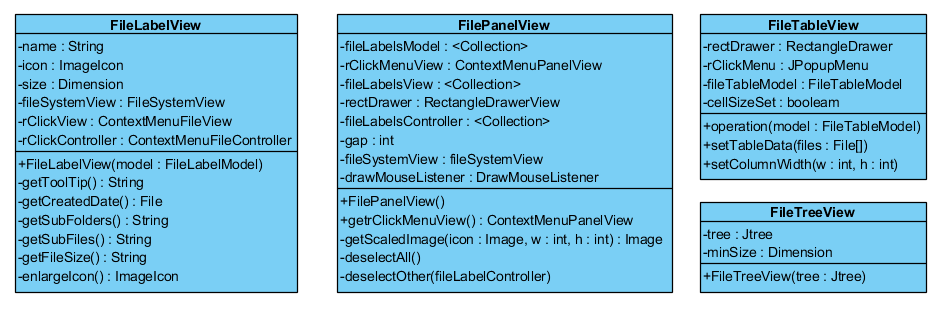 FileLabelView
-name : String
-icon : ImageIcon
-size : Dimension
-fileSystemView : FileSystemView
-rClickView : ContextMenuFileView
-rClickController : ContextMenuFileController
+FileLabelView(model : FileLabelModel)
-getToolTip() : String
-getCreatedDate() : File
-getSubFolders() : String
-getSubFiles() : String
-getFileSize() : String
-enlargeIcon() : ImageIcon
FilePanelView
-fileLabelsModel : <Collection>
-rClickMenuView : ContextMenuPanelView
-fileLabelsView : <Collection>
-rectDrawer : RectangleDrawerView
-fileLabelsController : <Collection>
-gap : int
-fileSystemView : fileSystemView
-drawMouseListener : DrawMouseListener
+FilePanelView()
+getrClickMenuView() : ContextMenuPanelView
-getScaledImage(icon : Image, w : int, h : int) : Image
-deselectAll()
-deselectOther(fileLabelController)
FileTableView
-rectDrawer : RectangleDrawer
-rClickMenu : JPopupMenu
-fileTableModel : FileTableModel
-cellSizeSet : booleam
+operation(model : FileTableModel)
+setTableData(files : File[])
+setColumnWidth(w : int, h : int)
FileTreeView
-tree : Jtree
-minSize : Dimension
+FileTreeView(tree : Jtree)